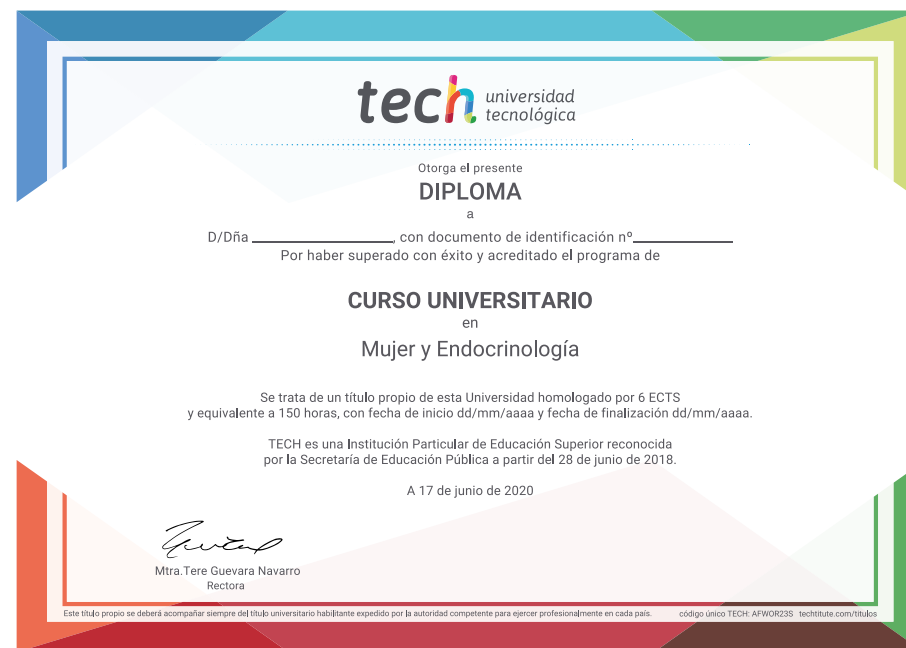 tech universidad
tecnológica
Otorga el presente
DIPLOMA
a
D/Dña ____________________, con documento de identificación nº______________
Por haber superado con éxito y acreditado el programa de
CURSO UNIVERSITARIO
en
Mujer y Endocrinología
Se trata de un título propio de esta Universidad homologado por 6 ECTS
y equivalente a 150 horas, con fecha de inicio dd/mm/aaaa y fecha de finalización dd/mm/aaaa.
TECH es una Institución Particular de Educación Superior reconocida
por la Secretaría de Educación Pública a partir del 28 de junio de 2018.
A 17 de junio de 2020
Mtra.Tere Guevara Navarro
Rectora
Este título propio se deberá acompañar siempre del título universitario habilitante expedido por la autoridad competente para ejercer profesionalmente en cada país. código único TECH: AFWOR23S techtitute.com/títulos